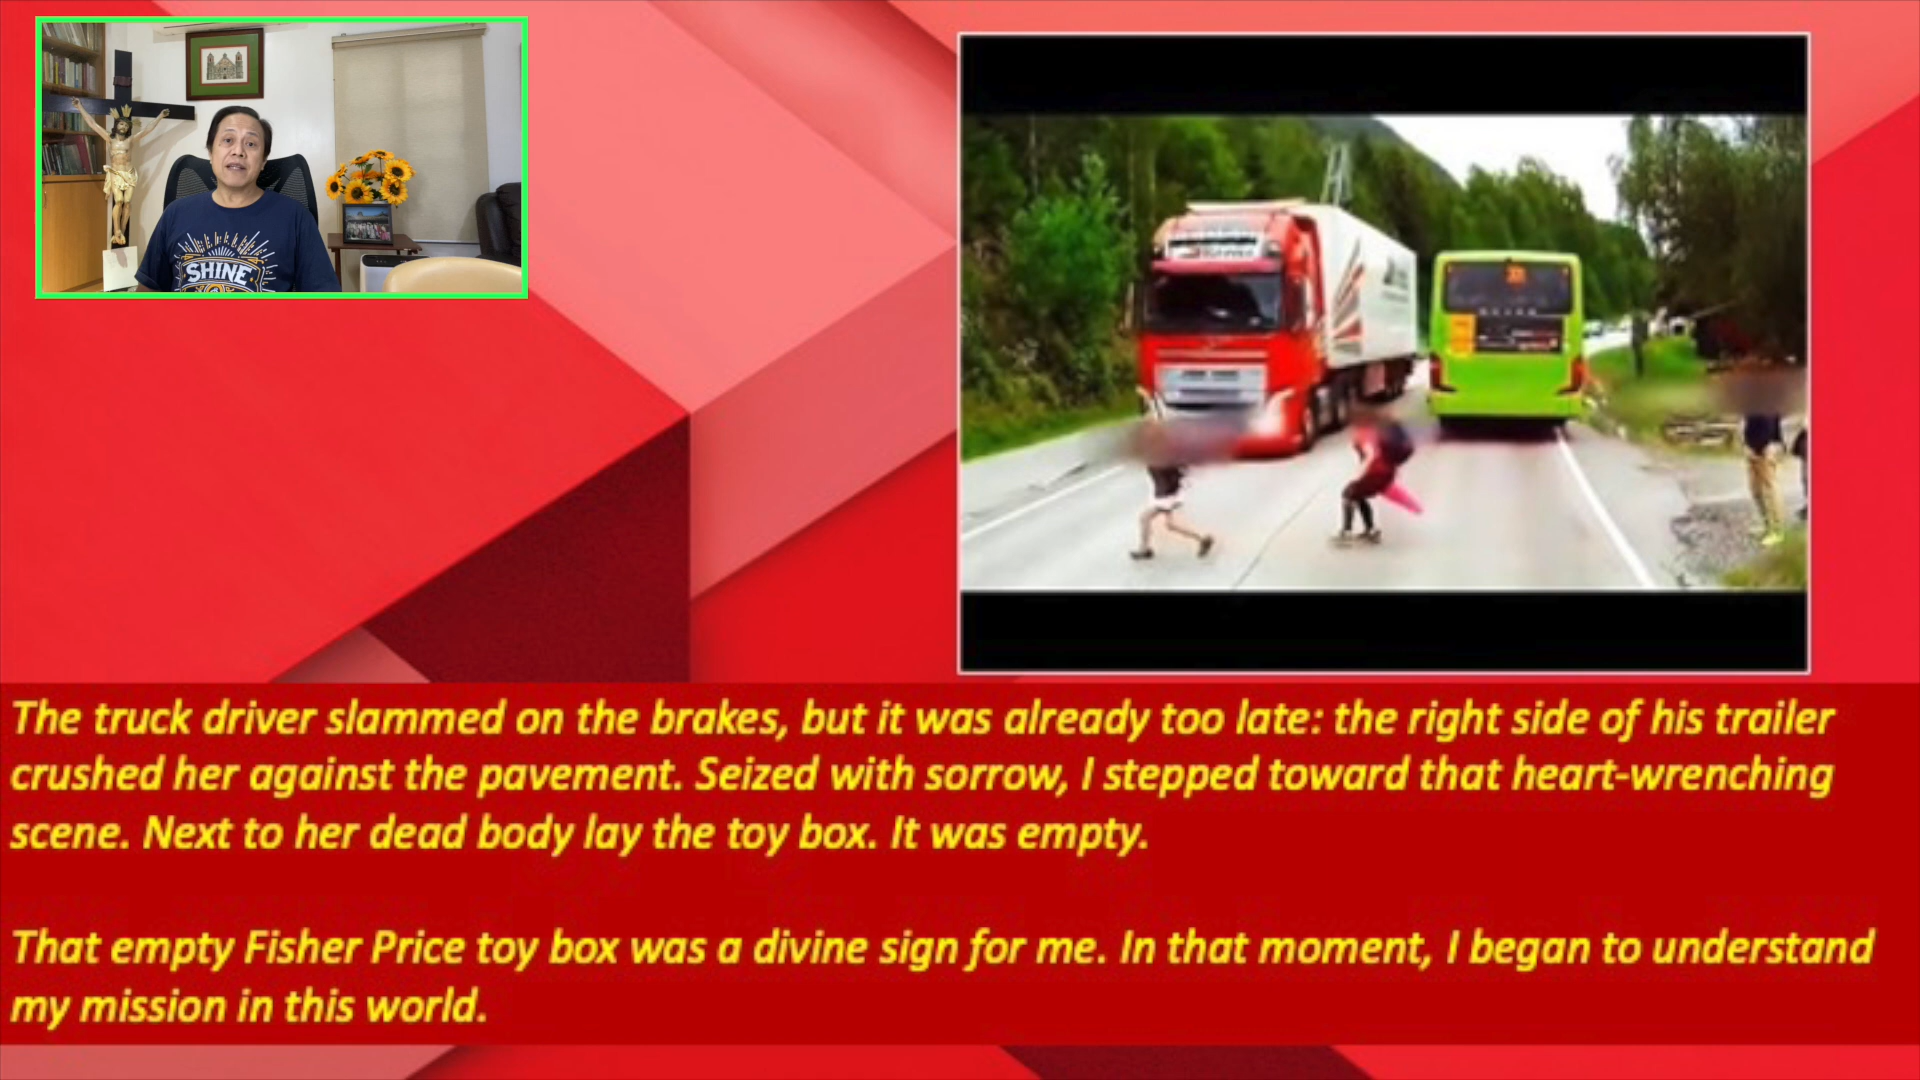 SHINE
The truck driver slammed on the brakes, but it was already too late: the right side of his trailer
crushed her against the pavement. Seized with sorrow, I stepped toward that heart-wrenching
scene. Next to her dead body lay the toy box. It was empty.
That empty Fisher Price toy box was a divine sign for me. In that moment, I began to understand
my mission in this world.